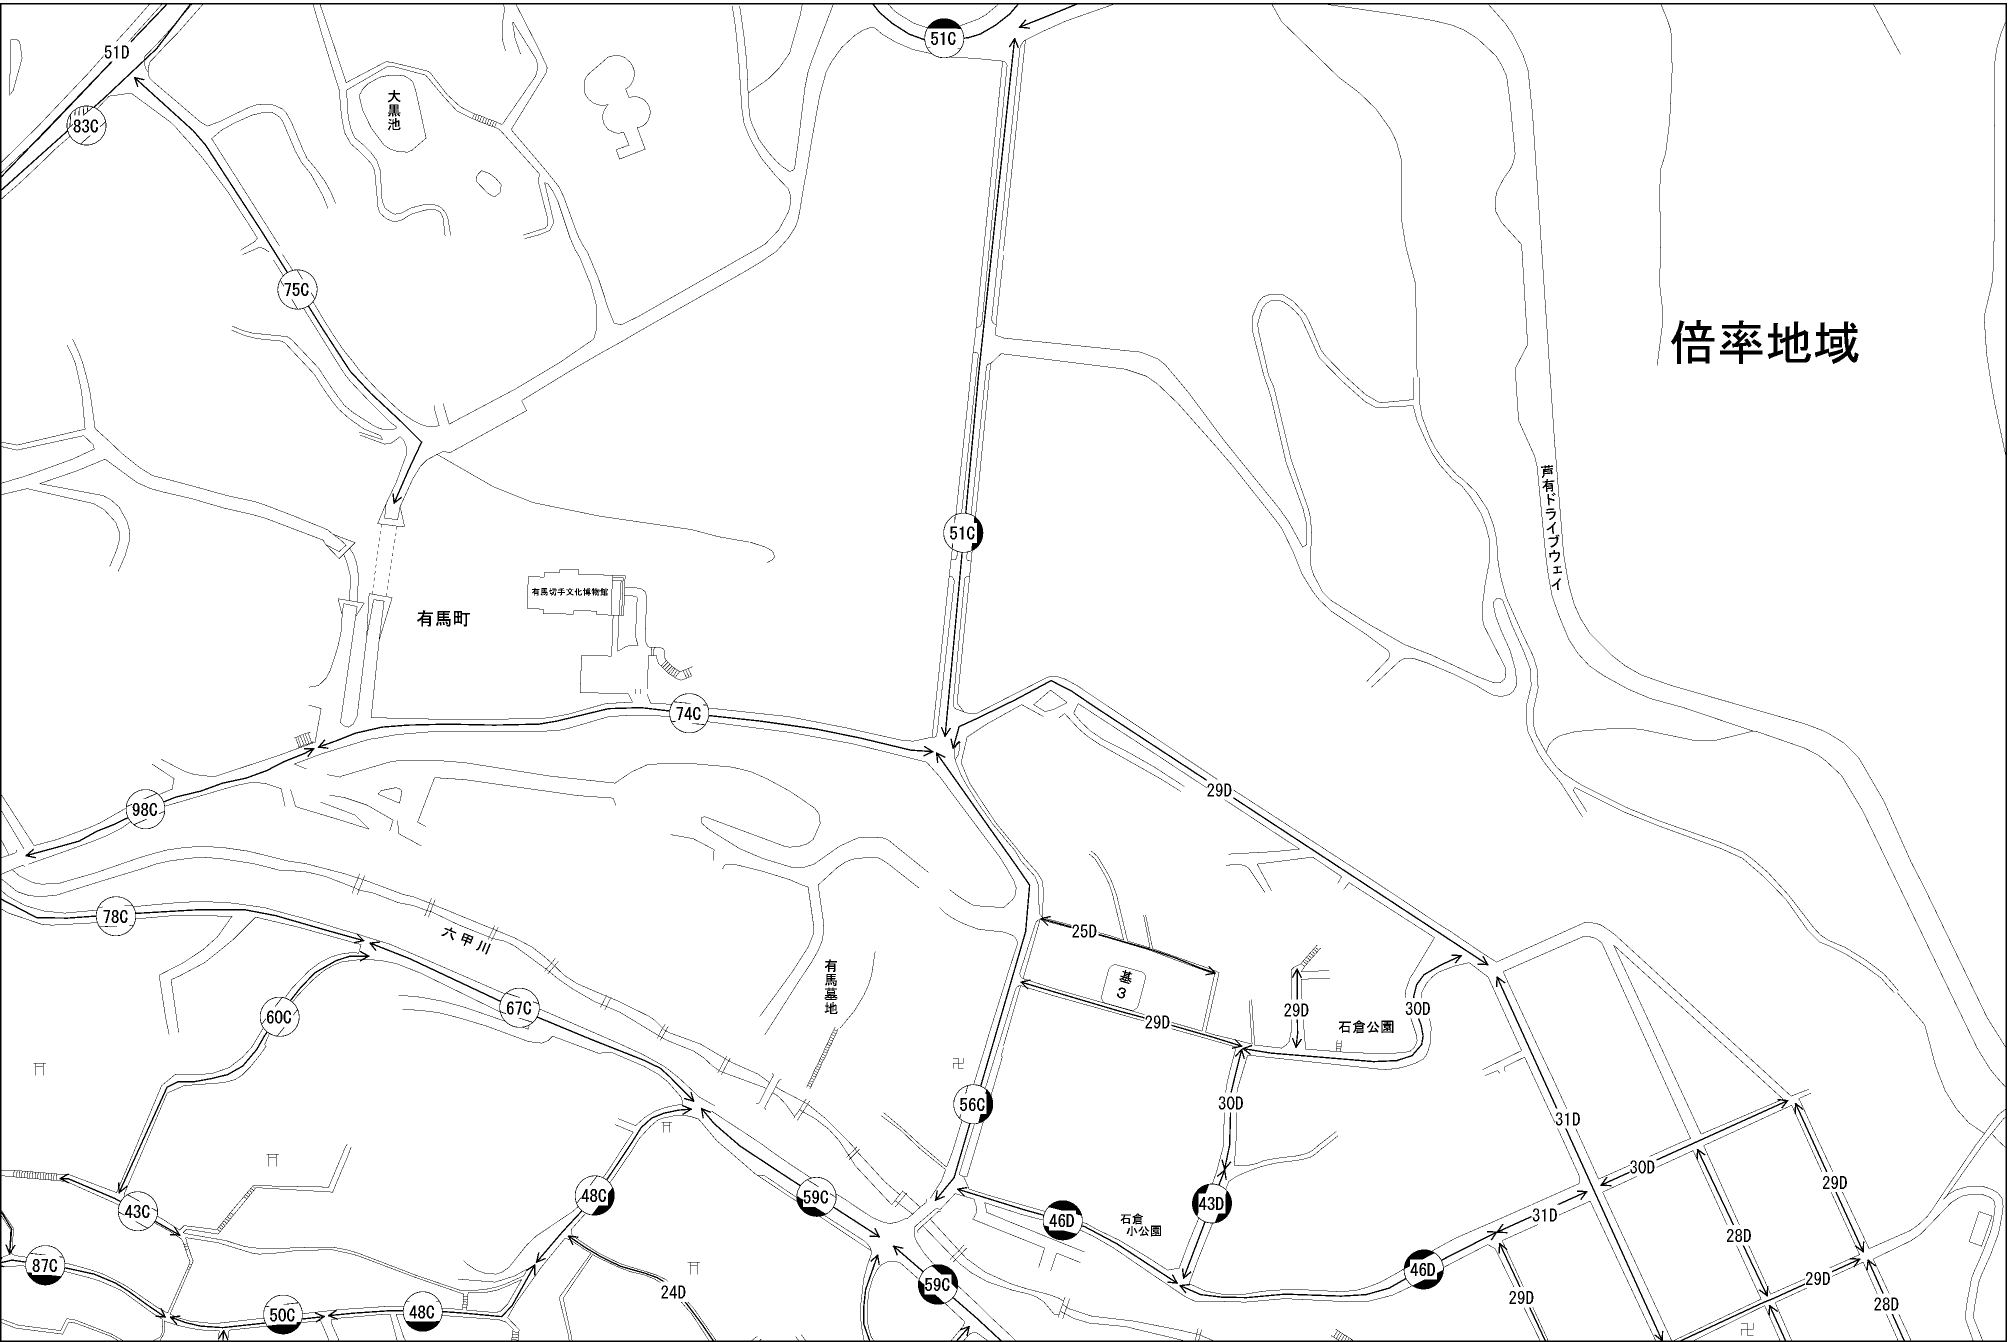 51D
51C
83C
大黒池
75C
倍率地域
芦有ドライブウェイ
51C
有馬切手文化博物館
有馬町
74C
29D
98C
78C
六甲川
25D
有馬墓地
基
3
67C
60C
29D
29D
30D
石倉公園
56C
30D
31D
30D
29D
43C
48C
59C
46D
石倉
小公園
43D
31D
28D
87C
24D
59C
46D
29D
29D
28D
50C
48C